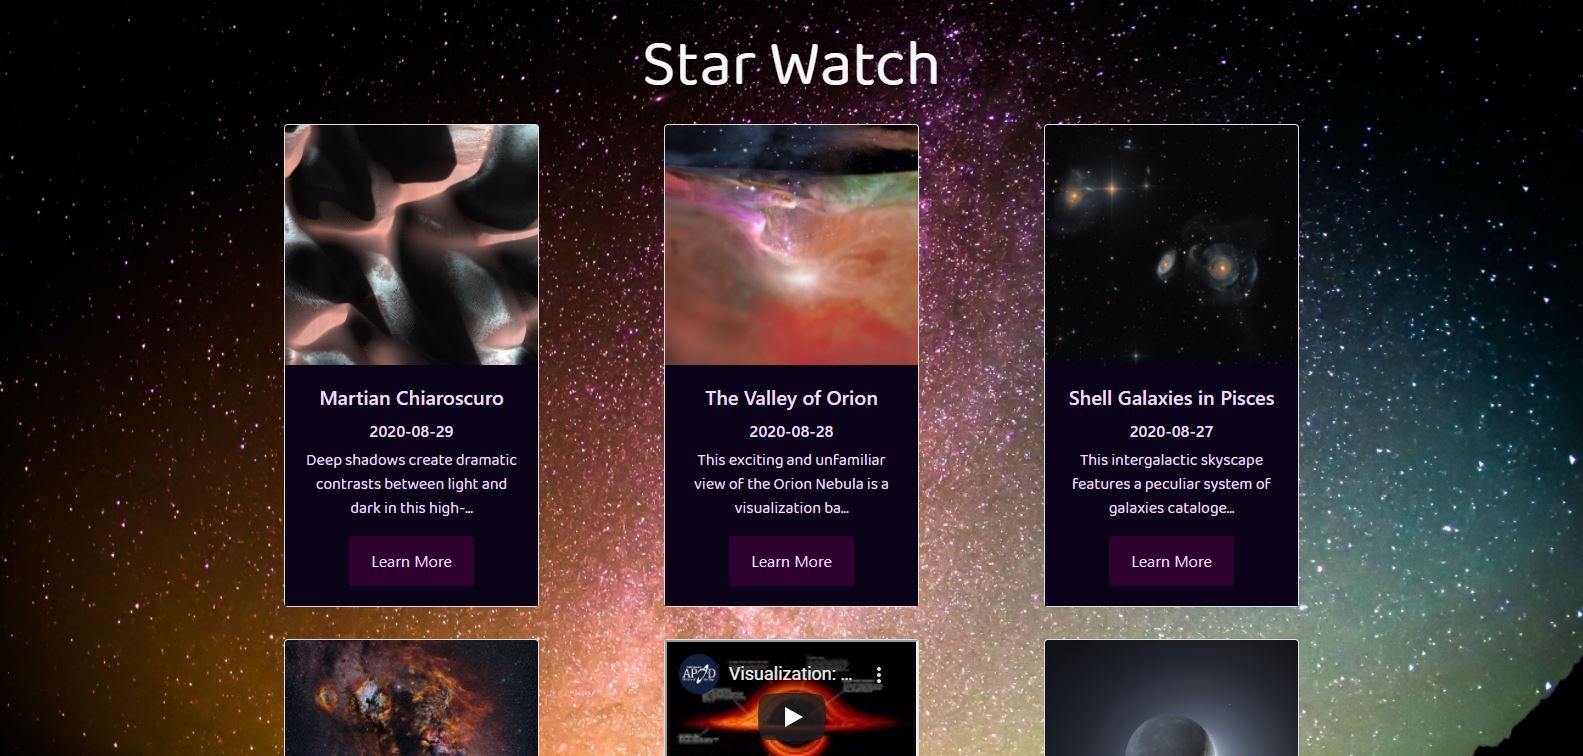 Star Watch
Martian Chiaroscuro
2020-08-29
Deep shadows create dramatic
contrasts between light and
dark in this high-...
Learn More
The Valley of Orion
2020-08-28
This exciting and unfamiliar
view of the Orion Nebula is a
visualization ba...
Learn More
Shell Galaxies in Pisces
2020-08-27
This intergalactic skyscape
features a peculiar system of
galaxies cataloge...
Learn More
APOD
Visualization: ...